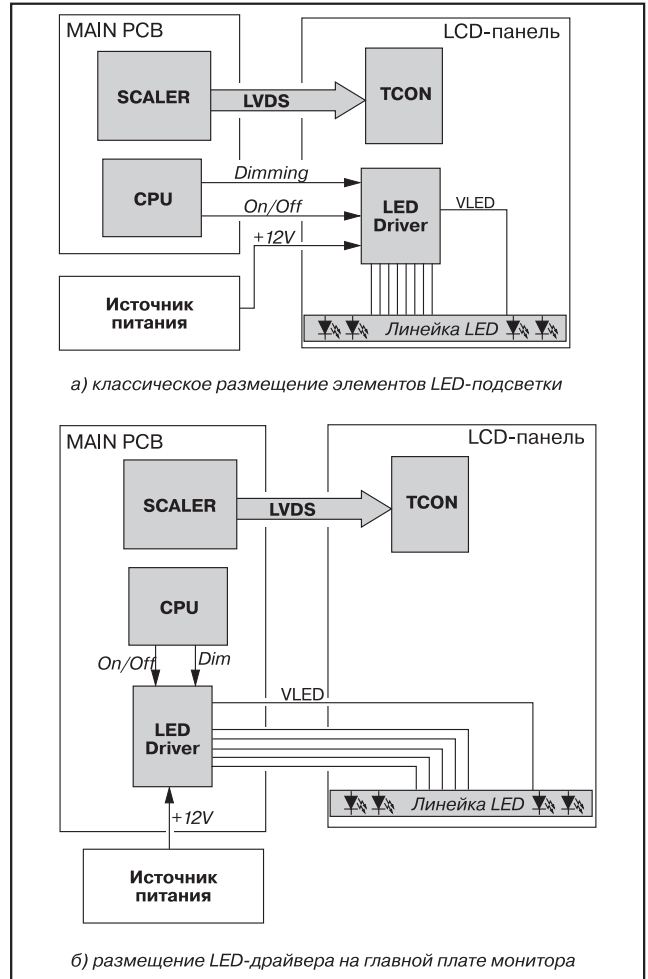 MAIN PCB
LCD-панель
SCALER
LVDS
TCON
CPU
Dimming
On/Off
+12V
LED
Driver
VLED
Источник
питания
Линейка LED
а) классическое размещение элементов LED-подсветки
MAIN PCB
LCD-панель
SCALER
LVDS
TCON
CPU
On/Off
Dim
LED
Driver
VLED
+12V
Линейка LED
Источник
питания
б) размещение LED-драйвера на главной плате монитора